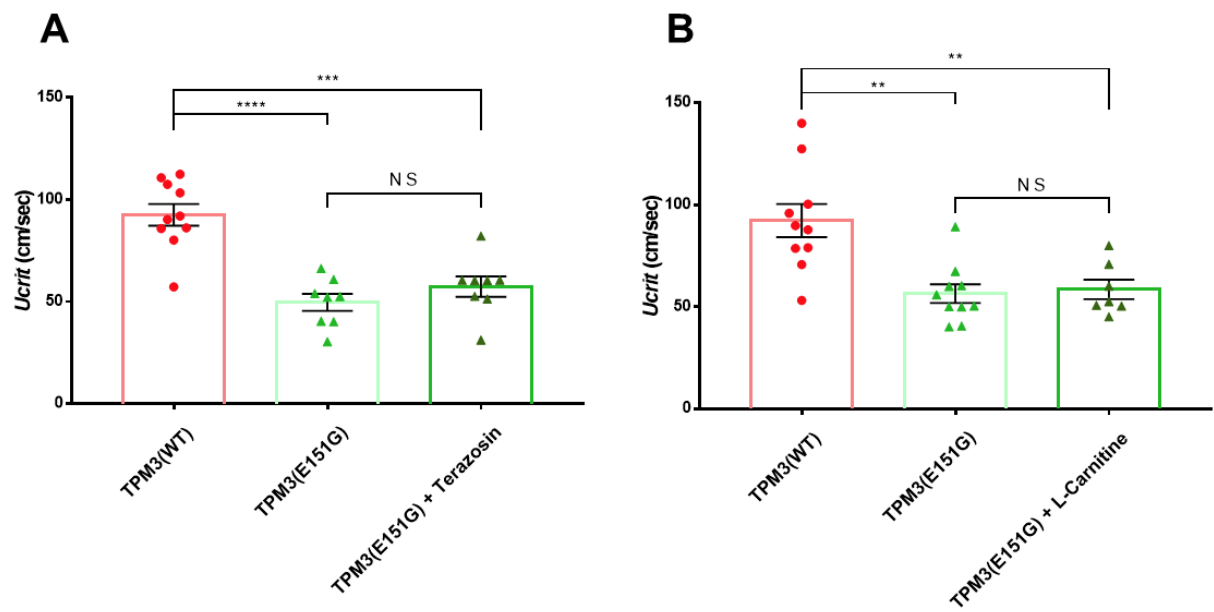 A
***
****
NS
150
100
50
0
Ucrit (cm/sec)
TPM3(WT)
TPM3(E151G)
TPM3(E151G) + Terazosin
B
**
**
NS
150
100
50
0
Ucrit (cm/sec)
TPM3(WT)
TPM3(E151G)
TPM3(E151G) + L-Carnitine